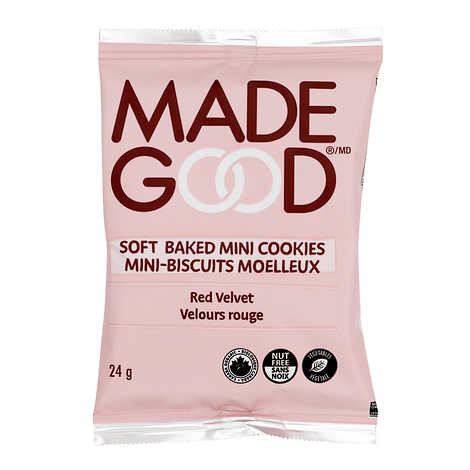 MADE
GOOD
®/MD
SOFT BAKED MINI COOKIES
MINI-BISCUITS MOELLEUX
Red Velvet
Velours rouge
24 g
NUT
FREE
SANS
NOIX
VEGETABLES